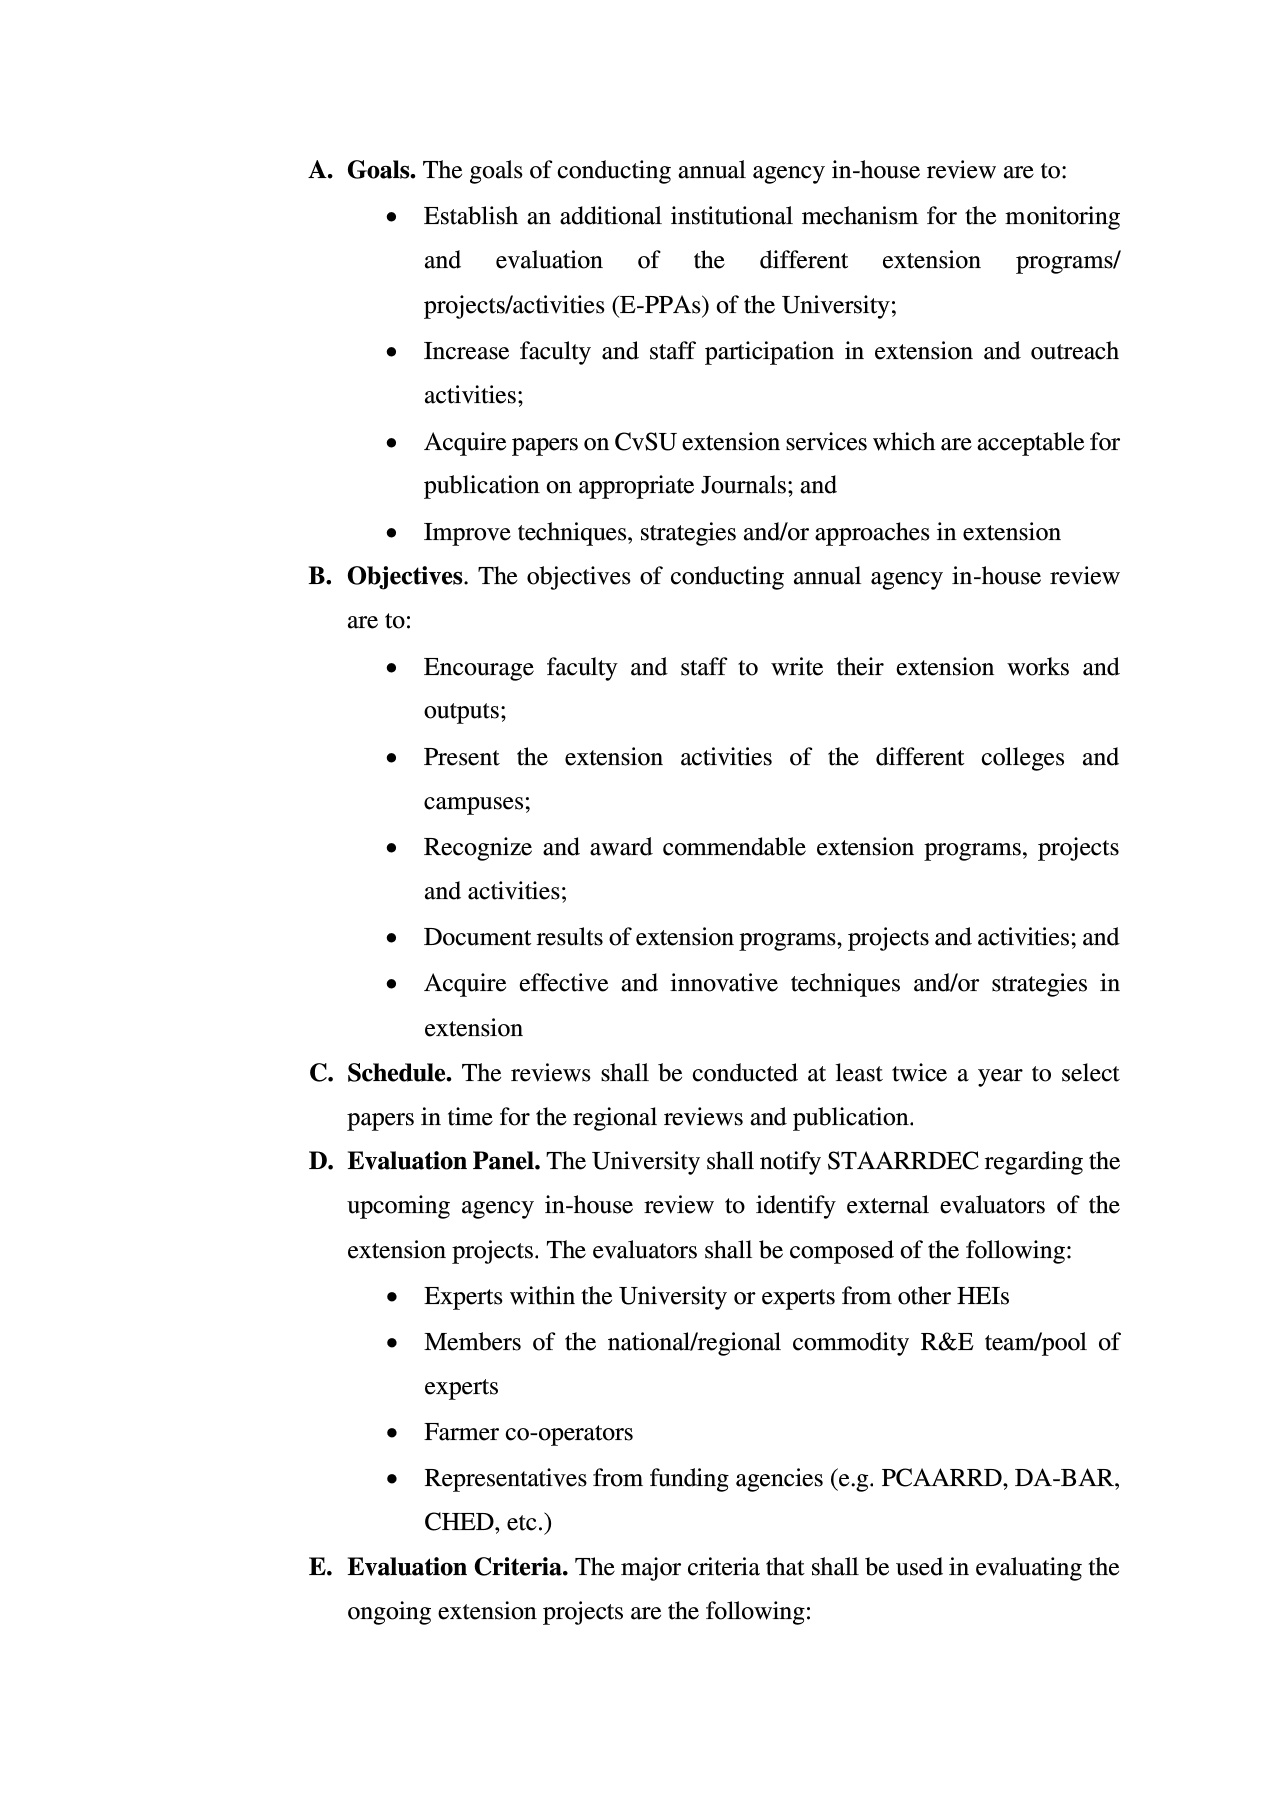 A. Goals. The goals of conducting annual agency in-house review are to:
• Establish an additional institutional mechanism for the monitoring
and evaluation of the different extension programs/
projects/activities (E-PPAs) of the University;
• Increase faculty and staff participation in extension and outreach
activities;
• Acquire papers on CvSU extension services which are acceptable for
publication on appropriate Journals; and
• Improve techniques, strategies and/or approaches in extension
B. Objectives. The objectives of conducting annual agency in-house review
are to:
• Encourage faculty and staff to write their extension works and
outputs;
• Present the extension activities of the different colleges and
campuses;
• Recognize and award commendable extension programs, projects
and activities;
• Document results of extension programs, projects and activities; and
• Acquire effective and innovative techniques and/or strategies in
extension
C. Schedule. The reviews shall be conducted at least twice a year to select
papers in time for the regional reviews and publication.
D. Evaluation Panel. The University shall notify STAARRDEC regarding the
upcoming agency in-house review to identify external evaluators of the
extension projects. The evaluators shall be composed of the following:
• Experts within the University or experts from other HEIs
• Members of the national/regional commodity R&E team/pool of
experts
• Farmer co-operators
• Representatives from funding agencies (e.g. PCAARRD, DA-BAR,
CHED, etc.)
E. Evaluation Criteria. The major criteria that shall be used in evaluating the
ongoing extension projects are the following: